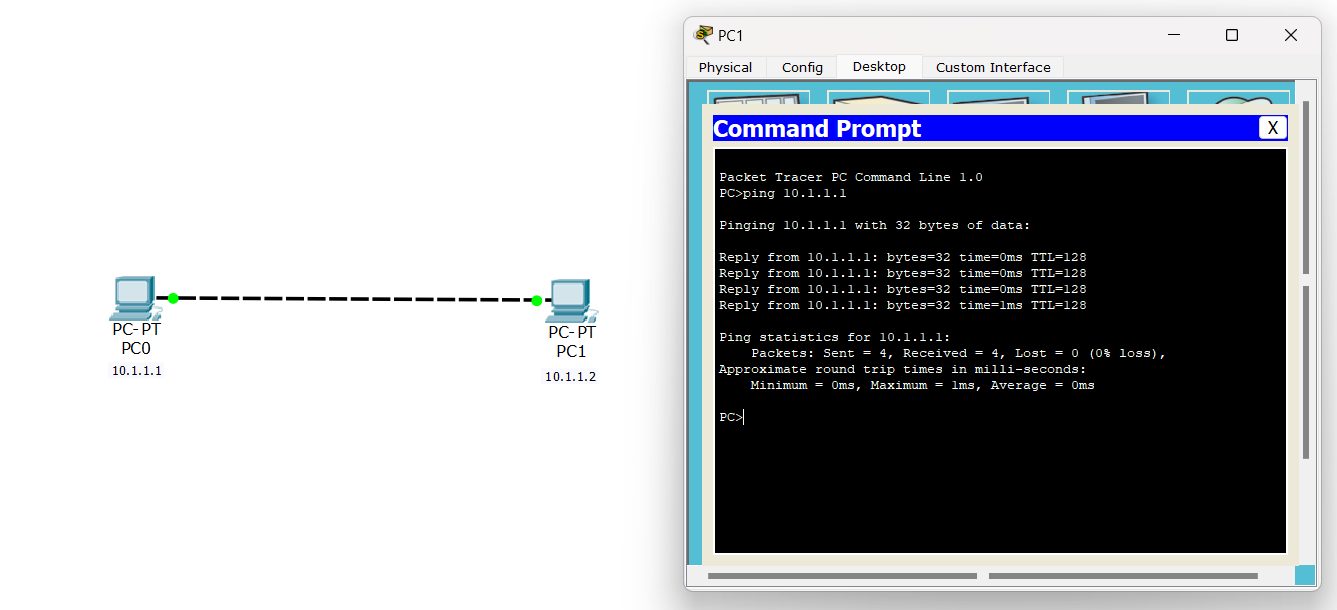 PC-PT
PC0
10.1.1.1
PC-PT
PC1
10.1.1.2
PC1
Physical Config Desktop Custom Interface
Command Prompt X
Packet Tracer PC Command Line 1.0
PC>ping 10.1.1.1
Pinging 10.1.1.1 with 32 bytes of data:
Reply from 10.1.1.1: bytes=32 time=0ms TTL=128
Reply from 10.1.1.1: bytes=32 time=0ms TTL=128
Reply from 10.1.1.1: bytes=32 time=0ms TTL=128
Reply from 10.1.1.1: bytes=32 time=1ms TTL=128
Ping statistics for 10.1.1.1:
    Packets: Sent = 4, Received = 4, Lost = 0 (0% loss),
Approximate round trip times in milli-seconds:
    Minimum = 0ms, Maximum = 1ms, Average = 0ms
PC>